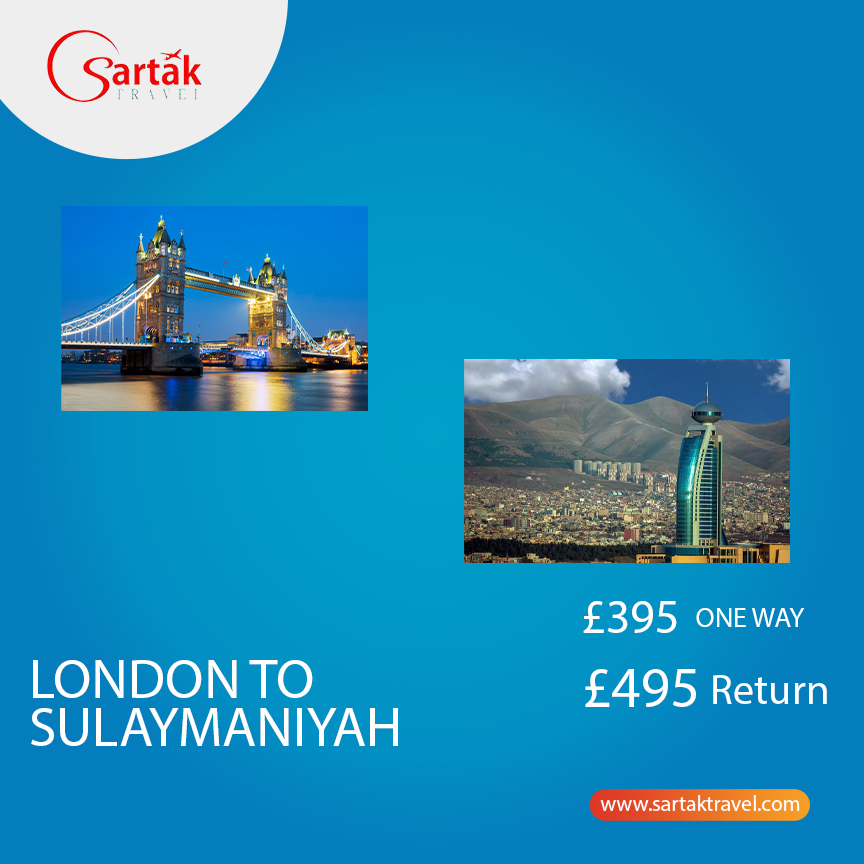 Sartak
TRAVEL
£395 ONE WAY
£495 Return
LONDON TO
SULAYMANIYAH
www.sartaktravel.com